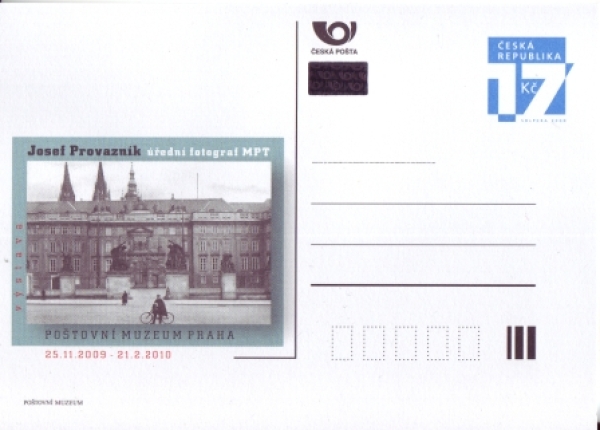 ČESKÁ POŠTA
ČESKÁ
REPUBLIKA
17
Kč
Josef Provazník úřední fotograf MPT
výstava
POŠTOVNÍ MUZEUM PRAHA
25.11.2009 - 21.2.2010
POŠTOVNÍ MUZEUM